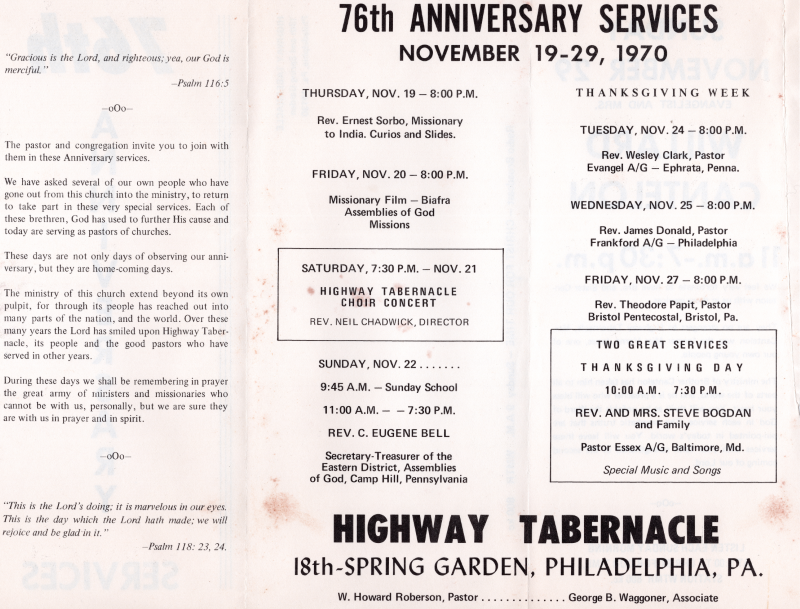 "Gracious is the Lord, and righteous; yea, our God is
merciful."
–Psalm 116:5
–oOo–
The pastor and congregation invite you to join with
them in these Anniversary services.
We have asked several of our own people who have
gone out from this church into the ministry, to return
to take part in these very special services. Each of
these brethren, God has used to further His cause and
today are serving as pastors of churches.
These days are not only days of observing our anni-
versary, but they are home-coming days.
The ministry of this church extend beyond its own
pulpit, for through its people has reached out into
many parts of the nation, and the world. Over these
many years the Lord has smiled upon Highway Taber-
nacle, its people and the good pastors who have
served in other years.
During these days we shall be remembering in prayer
the great army of ministers and missionaries who
cannot be with us, personally, but we are sure they
are with us in prayer and in spirit.
–oOo–
"This is the Lord's doing; it is marvelous in our eyes.
This is the day which the Lord hath made; we will
rejoice and be glad in it."
–Psalm 118: 23, 24.
76th ANNIVERSARY SERVICES
NOVEMBER 19-29, 1970
THURSDAY, NOV. 19 – 8:00 P.M.
Rev. Ernest Sorbo, Missionary
to India. Curios and Slides.
FRIDAY, NOV. 20 – 8:00 P.M.
Missionary Film – Biafra
Assemblies of God
Missions
SATURDAY, 7:30 P.M. – NOV. 21
HIGHWAY TABERNACLE
CHOIR CONCERT
REV. NEIL CHADWICK, DIRECTOR
SUNDAY, NOV. 22 . . . . . . .
9:45 A.M. – Sunday School
11:00 A.M. – – 7:30 P.M.
REV. C. EUGENE BELL
Secretary-Treasurer of the
Eastern District, Assemblies
of God, Camp Hill, Pennsylvania
THANKSGIVING WEEK
TUESDAY, NOV. 24 – 8:00 P.M.
Rev. Wesley Clark, Pastor
Evangel A/G – Ephrata, Penna.
WEDNESDAY, NOV. 25 – 8:00 P.M.
Rev. James Donald, Pastor
Frankford A/G – Philadelphia
FRIDAY, NOV. 27 – 8:00 P.M.
Rev. Theodore Papit, Pastor
Bristol Pentecostal, Bristol, Pa.
TWO GREAT SERVICES
THANKSGIVING DAY
10:00 A.M. 7:30 P.M.
REV. AND MRS. STEVE BOGDAN
and Family
Pastor Essex A/G, Baltimore, Md.
Special Music and Songs
HIGHWAY TABERNACLE
18th-SPRING GARDEN, PHILADELPHIA, PA.
W. Howard Roberson, Pastor . . . . . . . . . . . . . George B. Waggoner, Associate